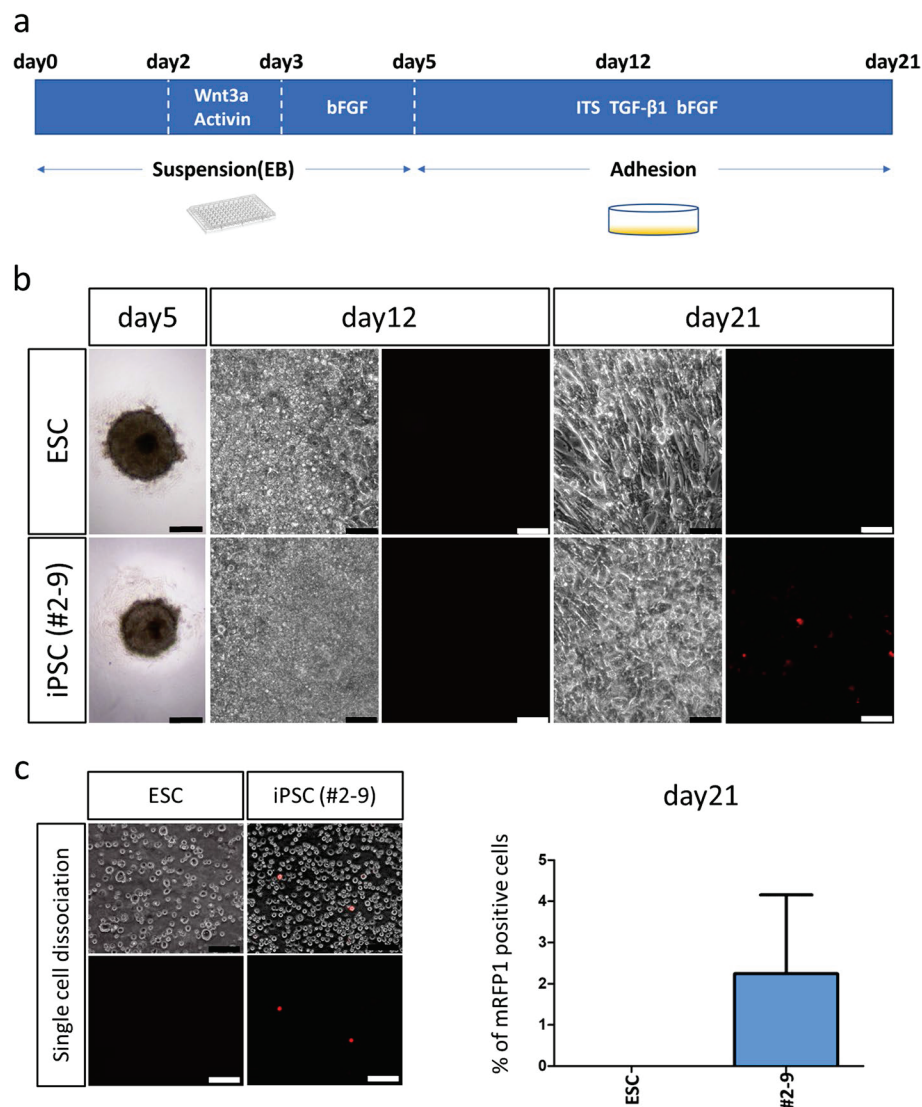 a
day0 day2 day3 day5 day12 day21
Wnt3a
Activin
bFGF
ITS TGF-β1 bFGF
Suspension(EB)
Adhesion
b
day5 day12 day21
ESC
iPSC (#2-9)
c
ESC iPSC (#2-9)
Single cell dissociation
day21
% of mRFP1 positive cells
5
4
3
2
1
0
ESC
#2-9